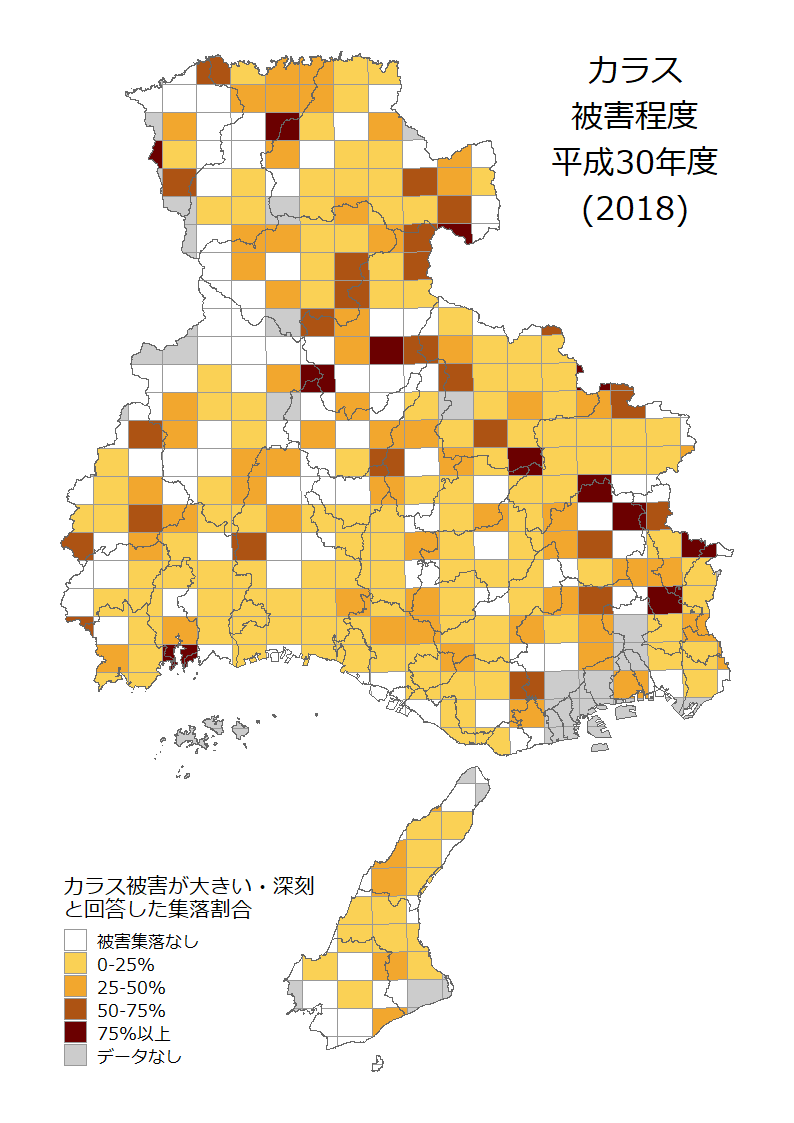 カラス
被害程度
平成30年度
(2018)
カラス被害が大きい・深刻
と回答した集落割合
被害集落なし
0-25%
25-50%
50-75%
75%以上
データなし